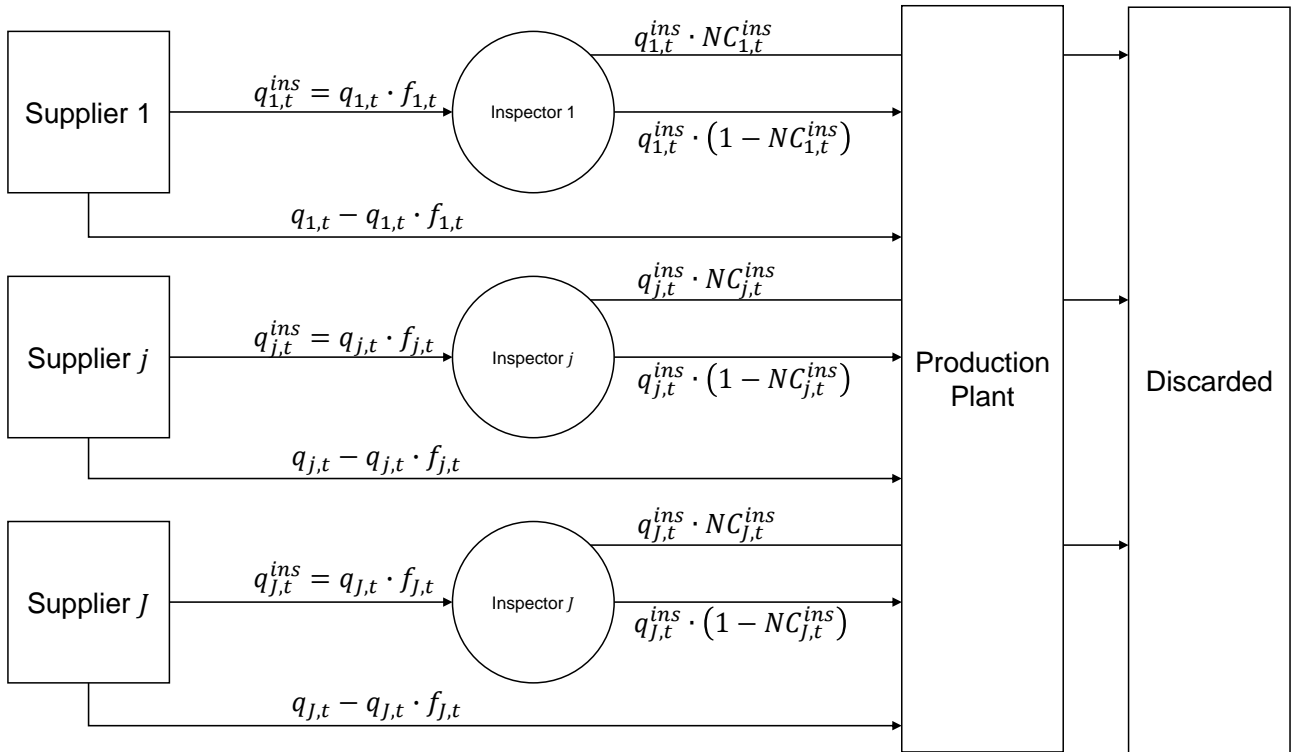 Supplier 1
q_{1,t}^{ins} = q_{1,t} · f_{1,t}
Inspector 1
q_{1,t}^{ins} · NC_{1,t}^{ins}
q_{1,t}^{ins} · (1 − NC_{1,t}^{ins})
q_{1,t} − q_{1,t} · f_{1,t}
Supplier j
q_{j,t}^{ins} = q_{j,t} · f_{j,t}
Inspector j
q_{j,t}^{ins} · NC_{j,t}^{ins}
q_{j,t}^{ins} · (1 − NC_{j,t}^{ins})
q_{j,t} − q_{j,t} · f_{j,t}
Supplier J
q_{J,t}^{ins} = q_{J,t} · f_{J,t}
Inspector J
q_{J,t}^{ins} · NC_{J,t}^{ins}
q_{J,t}^{ins} · (1 − NC_{J,t}^{ins})
q_{J,t} − q_{J,t} · f_{J,t}
Production
Plant
Discarded